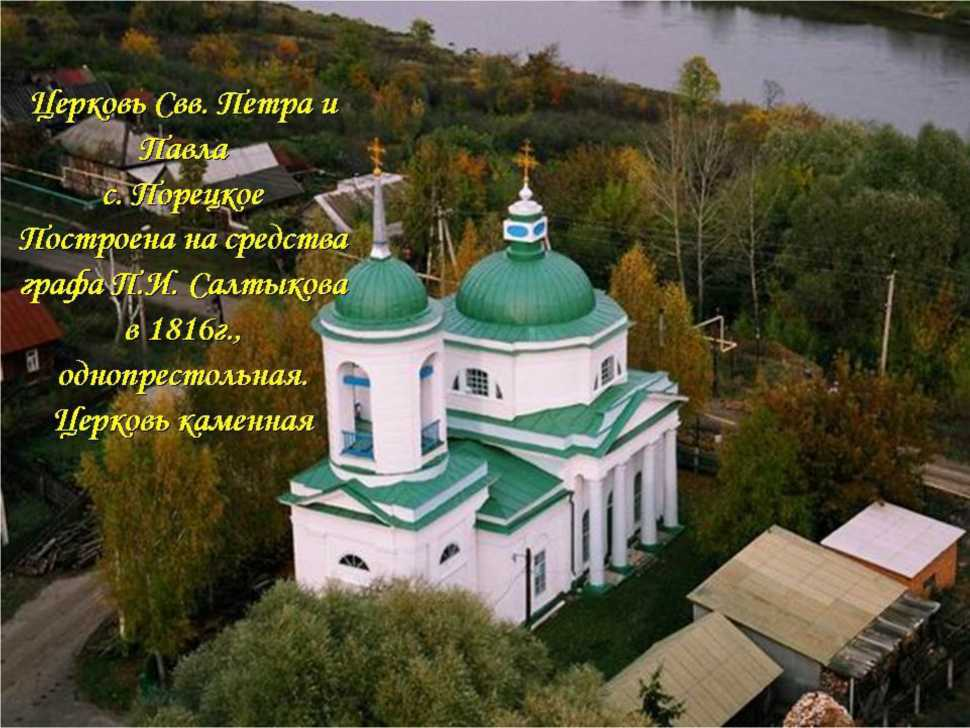 Церковь Свв. Петра и
Павла
с. Порецкое
Построена на средства
графа П.И. Салтыкова
в 1816г.,
однопрестольная.
Церковь каменная